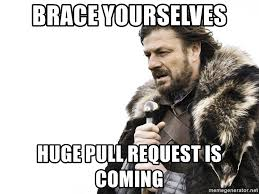 BRACE YOURSELVES
HUGE PULL REQUEST IS
COMING
memegenerator.net